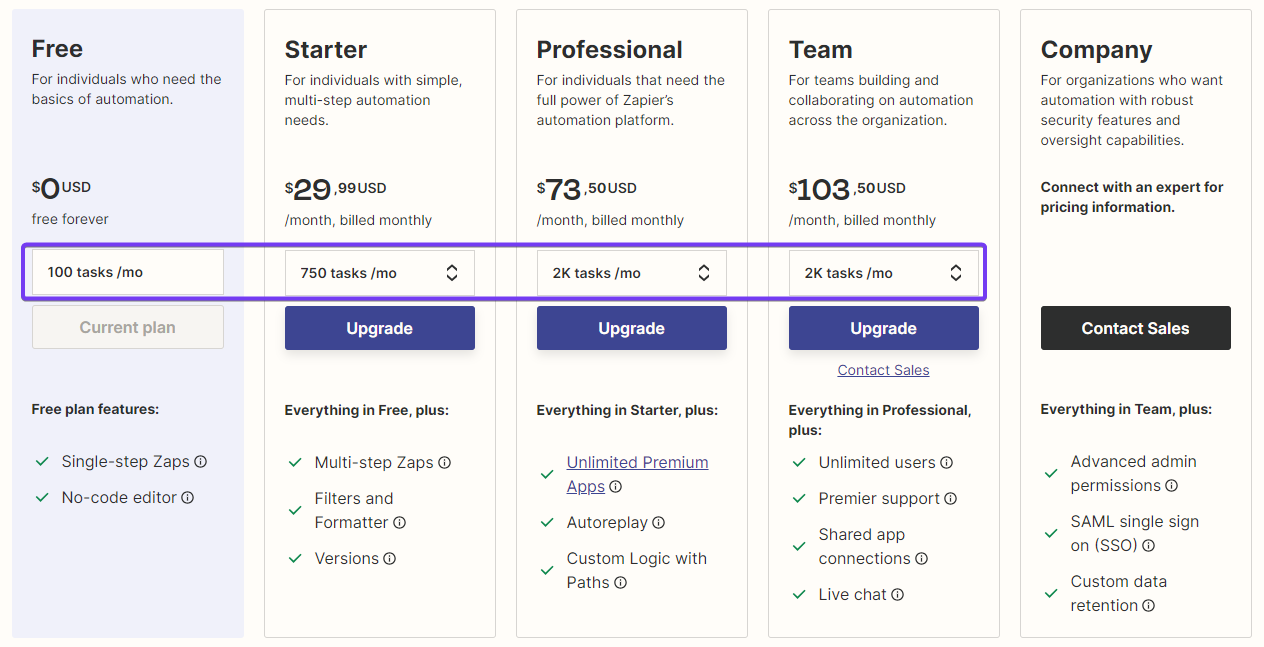 Free
For individuals who need the
basics of automation.
$0USD
free forever
100 tasks /mo
Current plan
Free plan features:
Single-step Zaps
No-code editor
Starter
For individuals with simple,
multi-step automation
needs.
$29,99USD
/month, billed monthly
750 tasks /mo
Upgrade
Everything in Free, plus:
Multi-step Zaps
Filters and
Formatter
Versions
Professional
For individuals that need the
full power of Zapier’s
automation platform.
$73,50USD
/month, billed monthly
2K tasks /mo
Upgrade
Everything in Starter, plus:
Unlimited Premium
Apps
Autoreplay
Custom Logic with
Paths
Team
For teams building and
collaborating on automation
across the organization.
$103,50USD
/month, billed monthly
2K tasks /mo
Upgrade
Contact Sales
Everything in Professional,
plus:
Unlimited users
Premier support
Shared app
connections
Live chat
Company
For organizations who want
automation with robust
security features and
oversight capabilities.
Connect with an expert for
pricing information.
Contact Sales
Everything in Team, plus:
Advanced admin
permissions
SAML single sign
on (SSO)
Custom data
retention